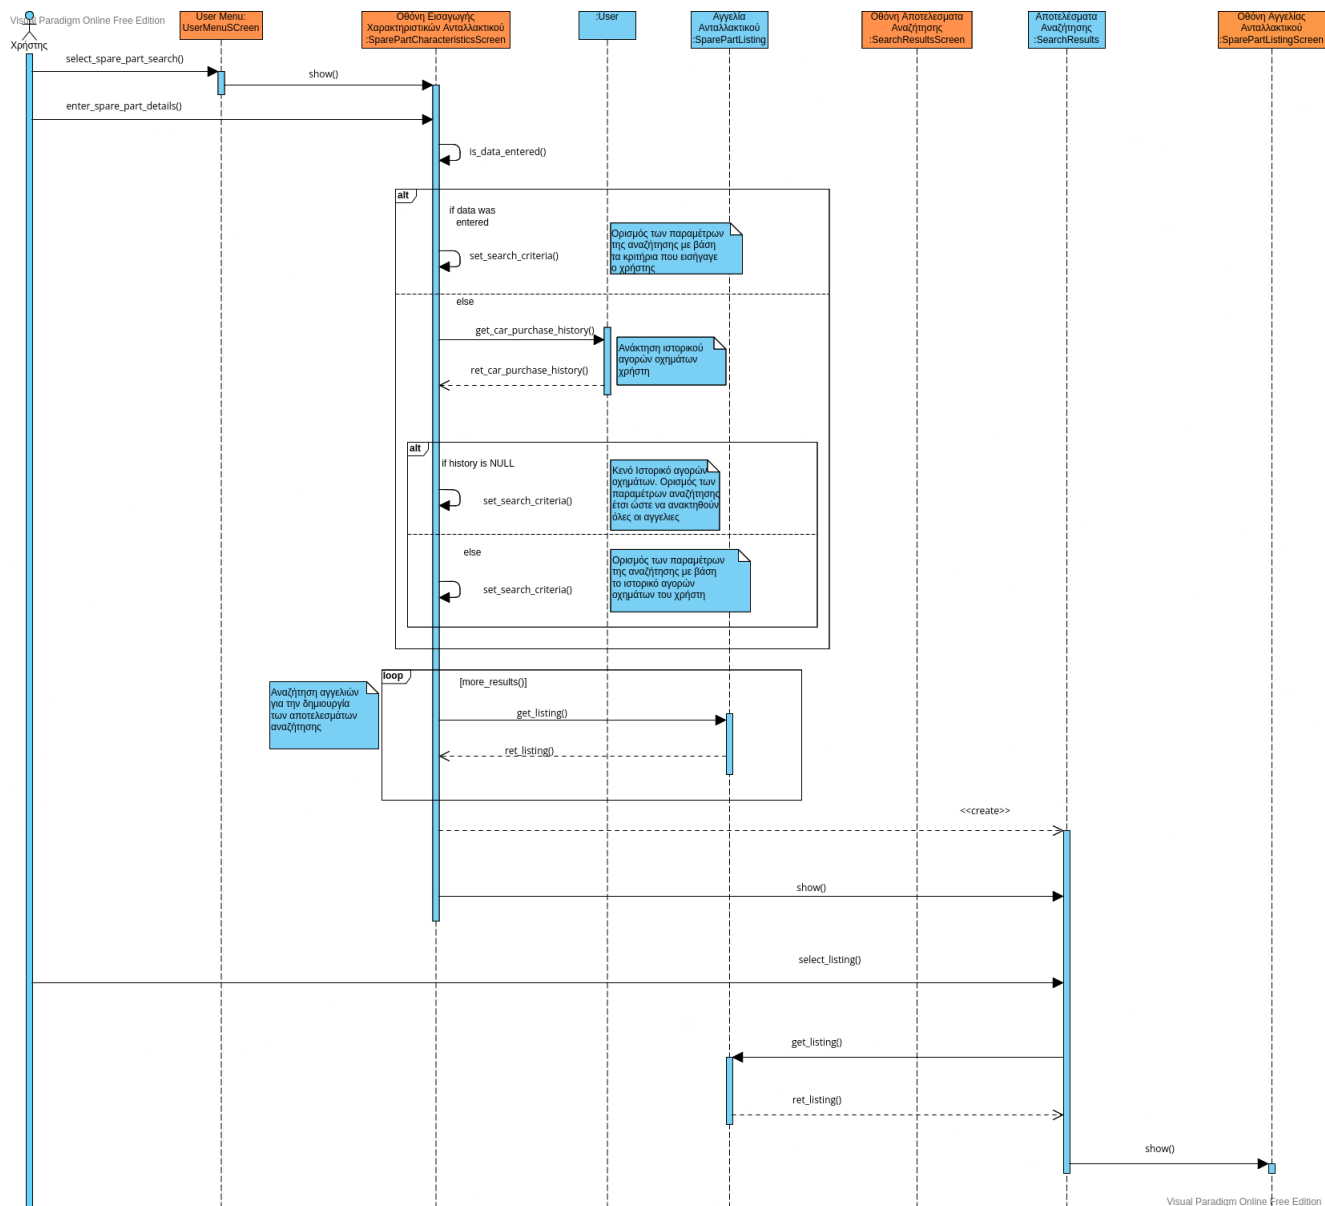 Visual Paradigm Online Free Edition
Χρήστης
User Menu:
UserMenuSCreen
Οθόνη Εισαγωγής
Χαρακτηριστικών Ανταλλακτικού
:SparePartCharacteristicsScreen
:User
Αγγελία
Ανταλλακτικού
:SparePartListing
Οθόνη Αποτελεσματα
Αναζήτησης
:SearchResultsScreen
Αποτελέσματα
Αναζήτησης
:SearchResults
Οθόνη Αγγελίας
Ανταλλακτικού
:SparePartListingScreen
select_spare_part_search()
show()
enter_spare_part_details()
is_data_entered()
alt
if data was
entered
set_search_criteria()
Ορισμός των παραμέτρων
της αναζήτησης με βάση
τα κριτήρια που εισήγαγε
ο χρήστης
else
get_car_purchase_history()
Ανάκτηση ιστορικού
αγορών οχημάτων
χρήστη
ret_car_purchase_history()
alt
if history is NULL
set_search_criteria()
Κενό Ιστορικό αγορών
οχημάτων. Ορισμός των
παραμέτρων αναζήτησης
έτσι ώστε να ανακτηθούν
όλες οι αγγελιες
else
set_search_criteria()
Ορισμός των παραμέτρων
της αναζήτησης με βάση
το ιστορικό αγορών
οχημάτων του χρήστη
loop
[more_results()]
Αναζήτηση αγγελιών
για την δημιουργία
των αποτελεσμάτων
αναζήτησης
get_listing()
ret_listing()
<<create>>
show()
select_listing()
get_listing()
ret_listing()
show()
Visual Paradigm Online Free Edition